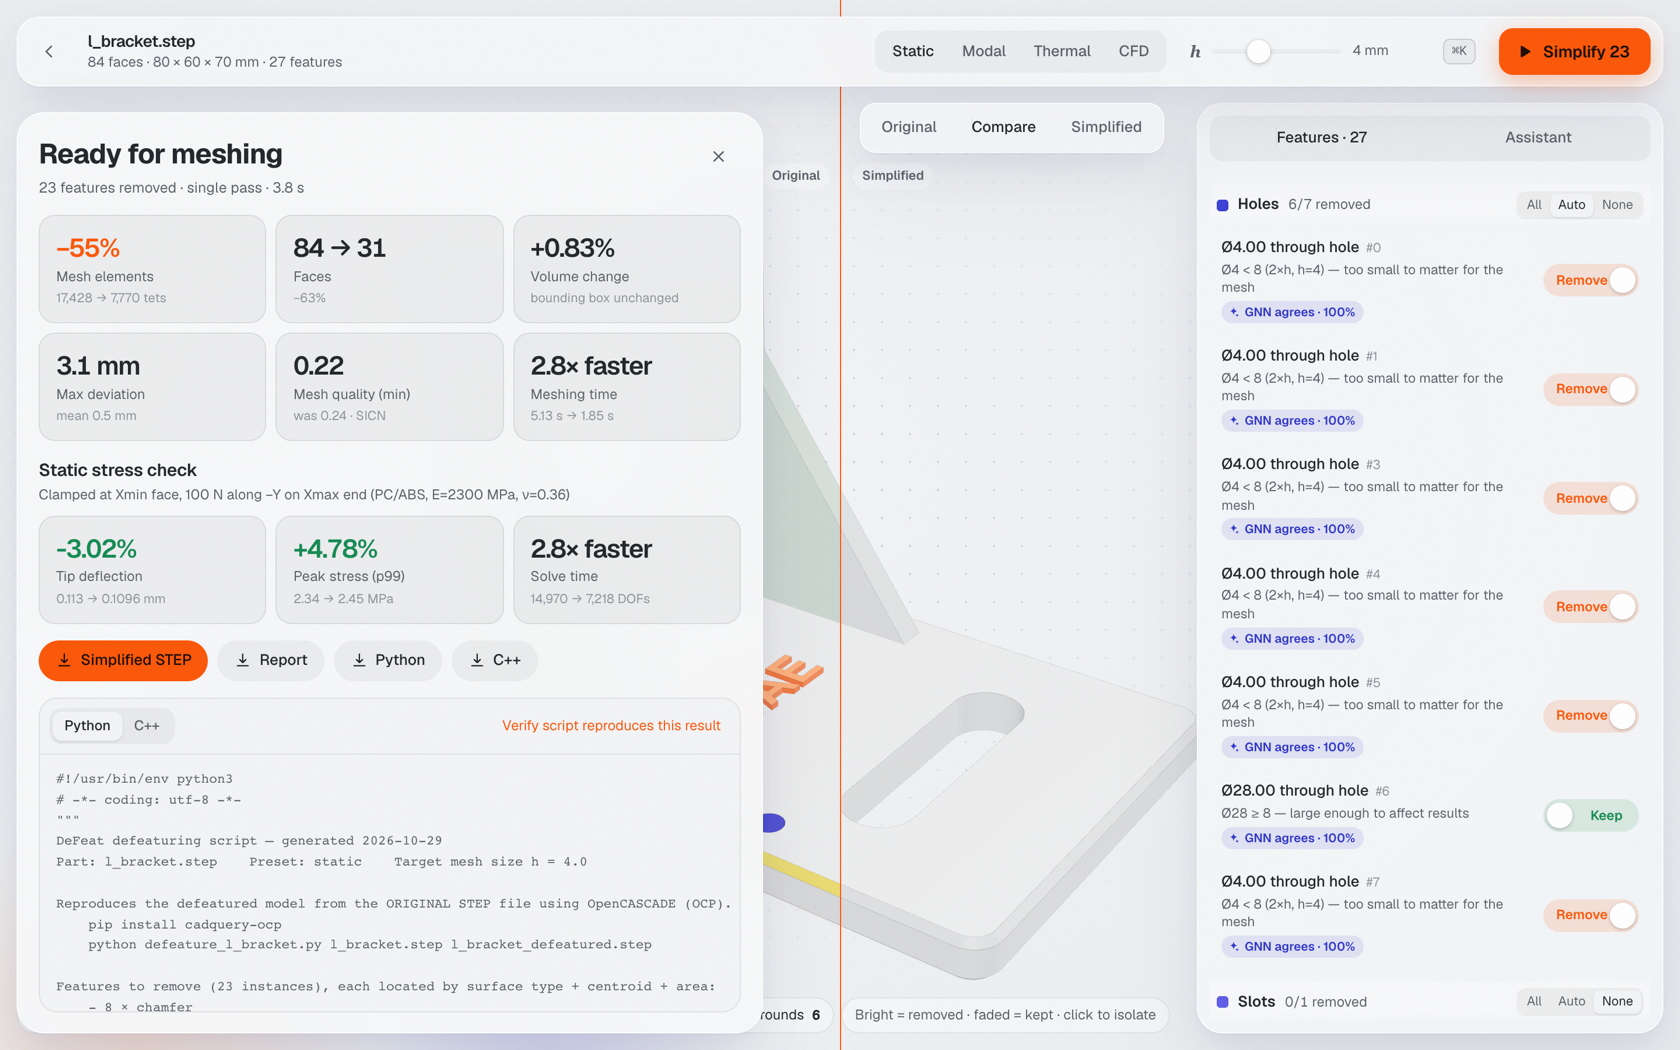 l_bracket.step
84 faces · 80 × 60 × 70 mm · 27 features
Static Modal Thermal CFD
h 4 mm
⌘K
Simplify 23
Ready for meshing
23 features removed · single pass · 3.8 s
−55%
Mesh elements
17,428 → 7,770 tets
84 → 31
Faces
−63%
+0.83%
Volume change
bounding box unchanged
3.1 mm
Max deviation
mean 0.5 mm
0.22
Mesh quality (min)
was 0.24 · SICN
2.8× faster
Meshing time
5.13 s → 1.85 s
Static stress check
Clamped at Xmin face, 100 N along −Y on Xmax end (PC/ABS, E=2300 MPa, ν=0.36)
-3.02%
Tip deflection
0.113 → 0.1096 mm
+4.78%
Peak stress (p99)
2.34 → 2.45 MPa
2.8× faster
Solve time
14,970 → 7,218 DOFs
Simplified STEP
Report
Python
C++
Python C++
Verify script reproduces this result
#!/usr/bin/env python3
# -*- coding: utf-8 -*-
"""
DeFeat defeaturing script — generated 2026-10-29
Part: l_bracket.step Preset: static Target mesh size h = 4.0
Reproduces the defeatured model from the ORIGINAL STEP file using OpenCASCADE (OCP).
pip install cadquery-ocp
python defeature_l_bracket.py l_bracket.step l_bracket_defeatured.step
Features to remove (23 instances), each located by surface type + centroid + area:
- 8 × chamfer
Original Compare Simplified
Original
Simplified
rounds 6
Bright = removed · faded = kept · click to isolate
Features · 27
Assistant
Holes 6/7 removed
All Auto None
Ø4.00 through hole #0
Ø4 < 8 (2×h, h=4) — too small to matter for the
mesh
GNN agrees · 100%
Remove
Ø4.00 through hole #1
Ø4 < 8 (2×h, h=4) — too small to matter for the
mesh
GNN agrees · 100%
Remove
Ø4.00 through hole #3
Ø4 < 8 (2×h, h=4) — too small to matter for the
mesh
GNN agrees · 100%
Remove
Ø4.00 through hole #4
Ø4 < 8 (2×h, h=4) — too small to matter for the
mesh
GNN agrees · 100%
Remove
Ø4.00 through hole #5
Ø4 < 8 (2×h, h=4) — too small to matter for the
mesh
GNN agrees · 100%
Remove
Ø28.00 through hole #6
Ø28 ≥ 8 — large enough to affect results
GNN agrees · 100%
Keep
Ø4.00 through hole #7
Ø4 < 8 (2×h, h=4) — too small to matter for the
mesh
GNN agrees · 100%
Remove
Slots 0/1 removed
All Auto None